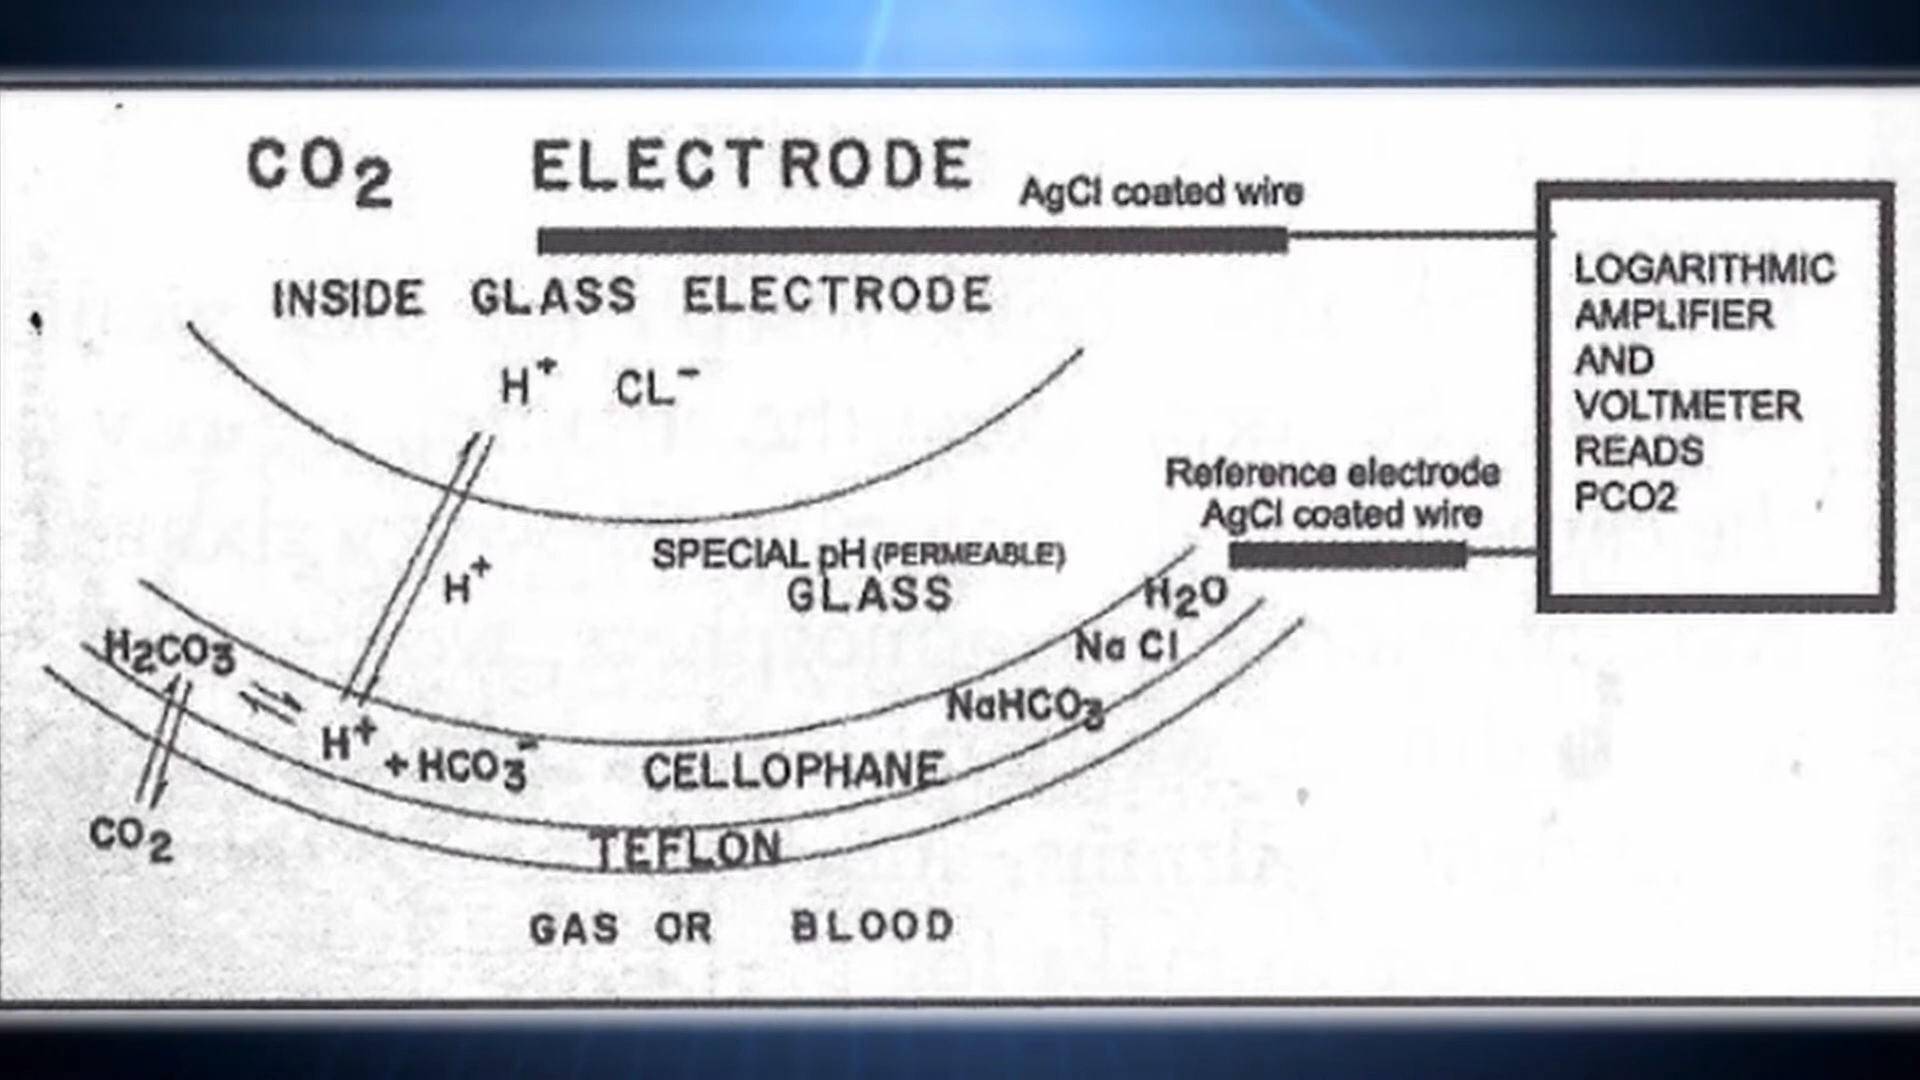 CO2 ELECTRODE
AgCl coated wire
INSIDE GLASS ELECTRODE
H+ CL-
LOGARITHMIC
AMPLIFIER
AND
VOLTMETER
READS
PCO2
Reference electrode
AgCl coated wire
SPECIAL pH (PERMEABLE)
GLASS
H+
H2O
Na Cl
NaHCO3
H2CO3
H+ + HCO3-
CELLOPHANE
CO2
TEFLON
GAS OR BLOOD